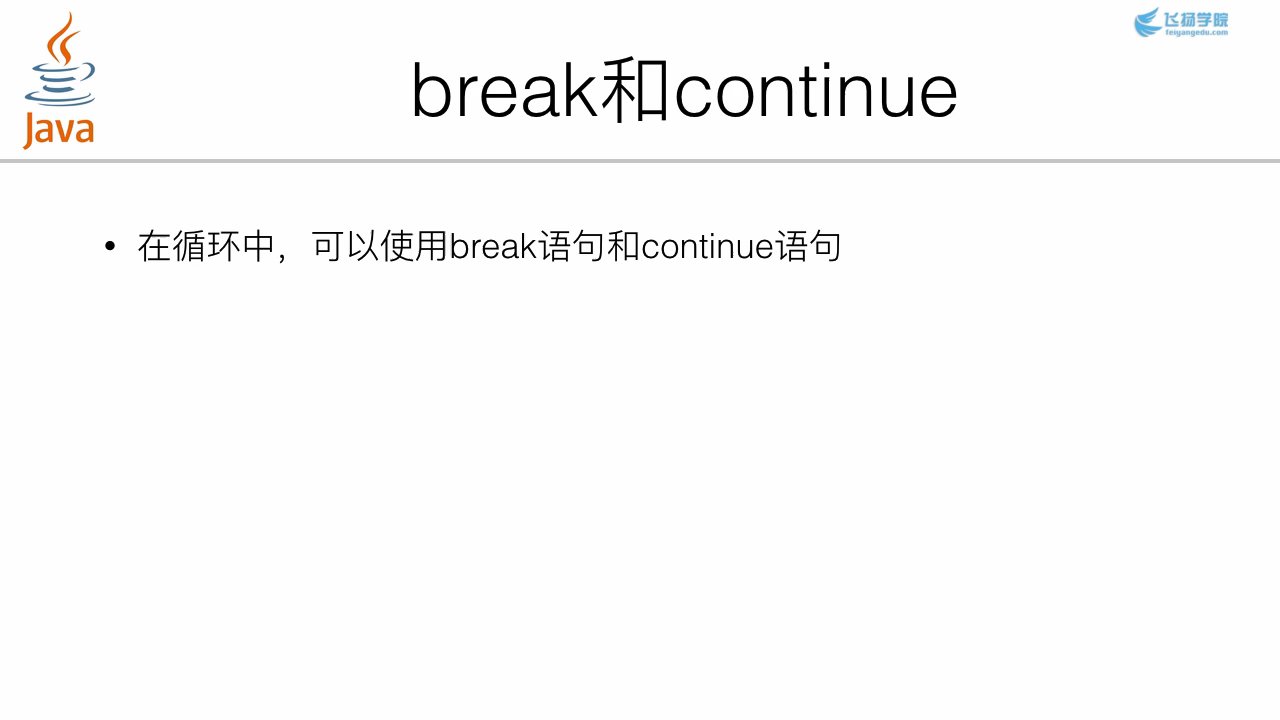 飞扬学院
feiyangedu.com
Java
break和continue
• 在循环中，可以使用break语句和continue语句